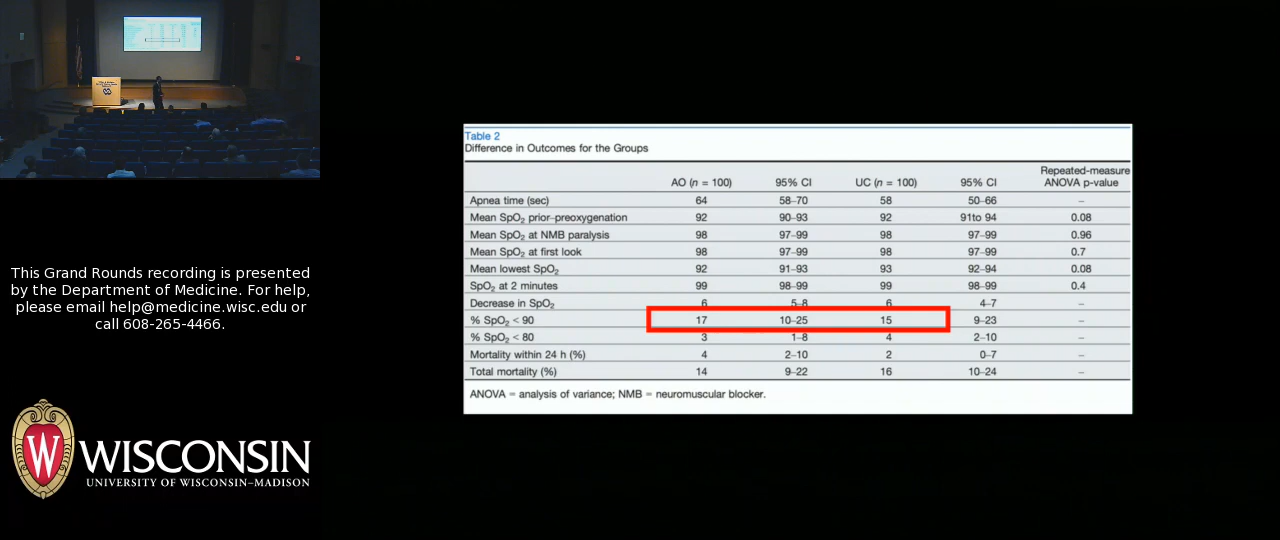 This Grand Rounds recording is presented
by the Department of Medicine. For help,
please email help@medicine.wisc.edu or
call 608-265-4466.
W WISCONSIN
UNIVERSITY OF WISCONSIN–MADISON
Table 2
Difference in Outcomes for the Groups
AO (n = 100) 95% CI UC (n = 100) 95% CI Repeated-measure ANOVA p-value
Apnea time (sec) 64 58–70 58 50–66 –
Mean SpO₂ prior–preoxygenation 92 90–93 92 91to 94 0.08
Mean SpO₂ at NMB paralysis 98 97–99 98 97–99 0.96
Mean SpO₂ at first look 98 97–99 98 97–99 0.7
Mean lowest SpO₂ 92 91–93 93 92–94 0.08
SpO₂ at 2 minutes 99 98–99 99 98–99 0.4
Decrease in SpO₂ 6 5–8 6 4–7 –
% SpO₂ < 90 17 10–25 15 9–23 –
% SpO₂ < 80 3 1–8 4 2–10 –
Mortality within 24 h (%) 4 2–10 2 0–7 –
Total mortality (%) 14 9–22 16 10–24 –
ANOVA = analysis of variance; NMB = neuromuscular blocker.